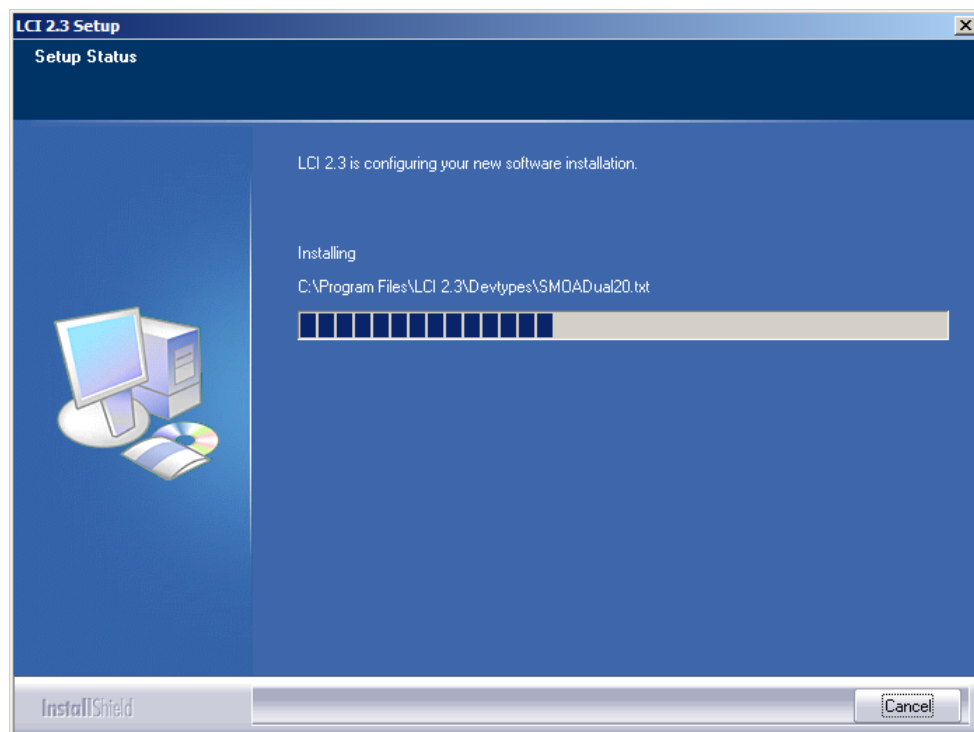 LCI 2.3 Setup
Setup Status
LCI 2.3 is configuring your new software installation.
Installing
C:\Program Files\LCI 2.3\Devtypes\SMOADual20.txt
InstallShield
Cancel